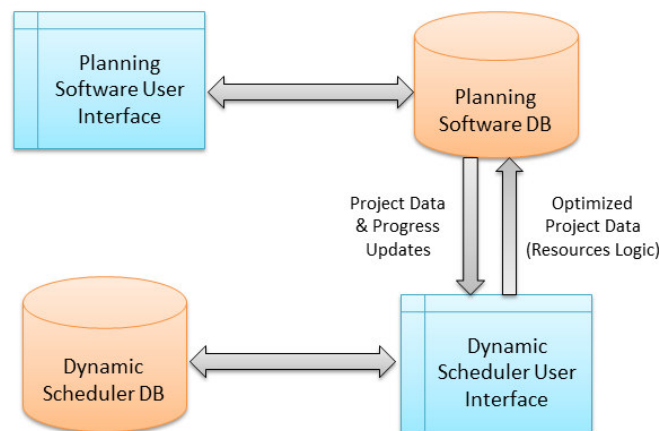 Planning
Software User
Interface
Planning
Software DB
Project Data
& Progress
Updates
Optimized
Project Data
(Resources Logic)
Dynamic
Scheduler DB
Dynamic
Scheduler User
Interface